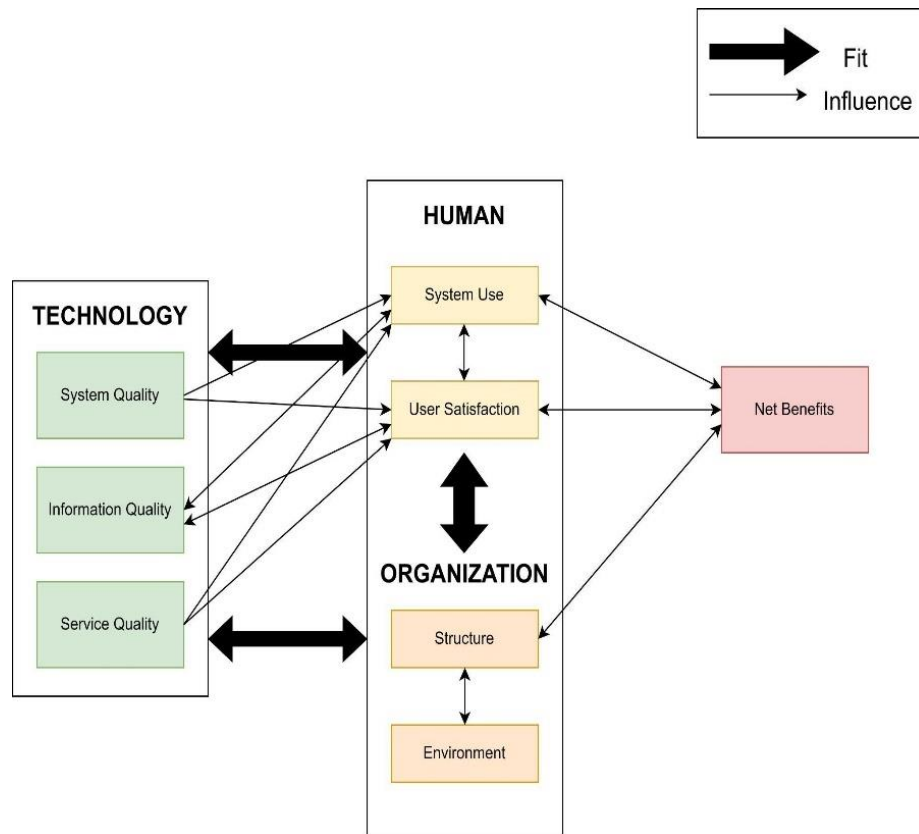 Fit
Influence
HUMAN
System Use
User Satisfaction
TECHNOLOGY
System Quality
Information Quality
Service Quality
ORGANIZATION
Structure
Environment
Net Benefits